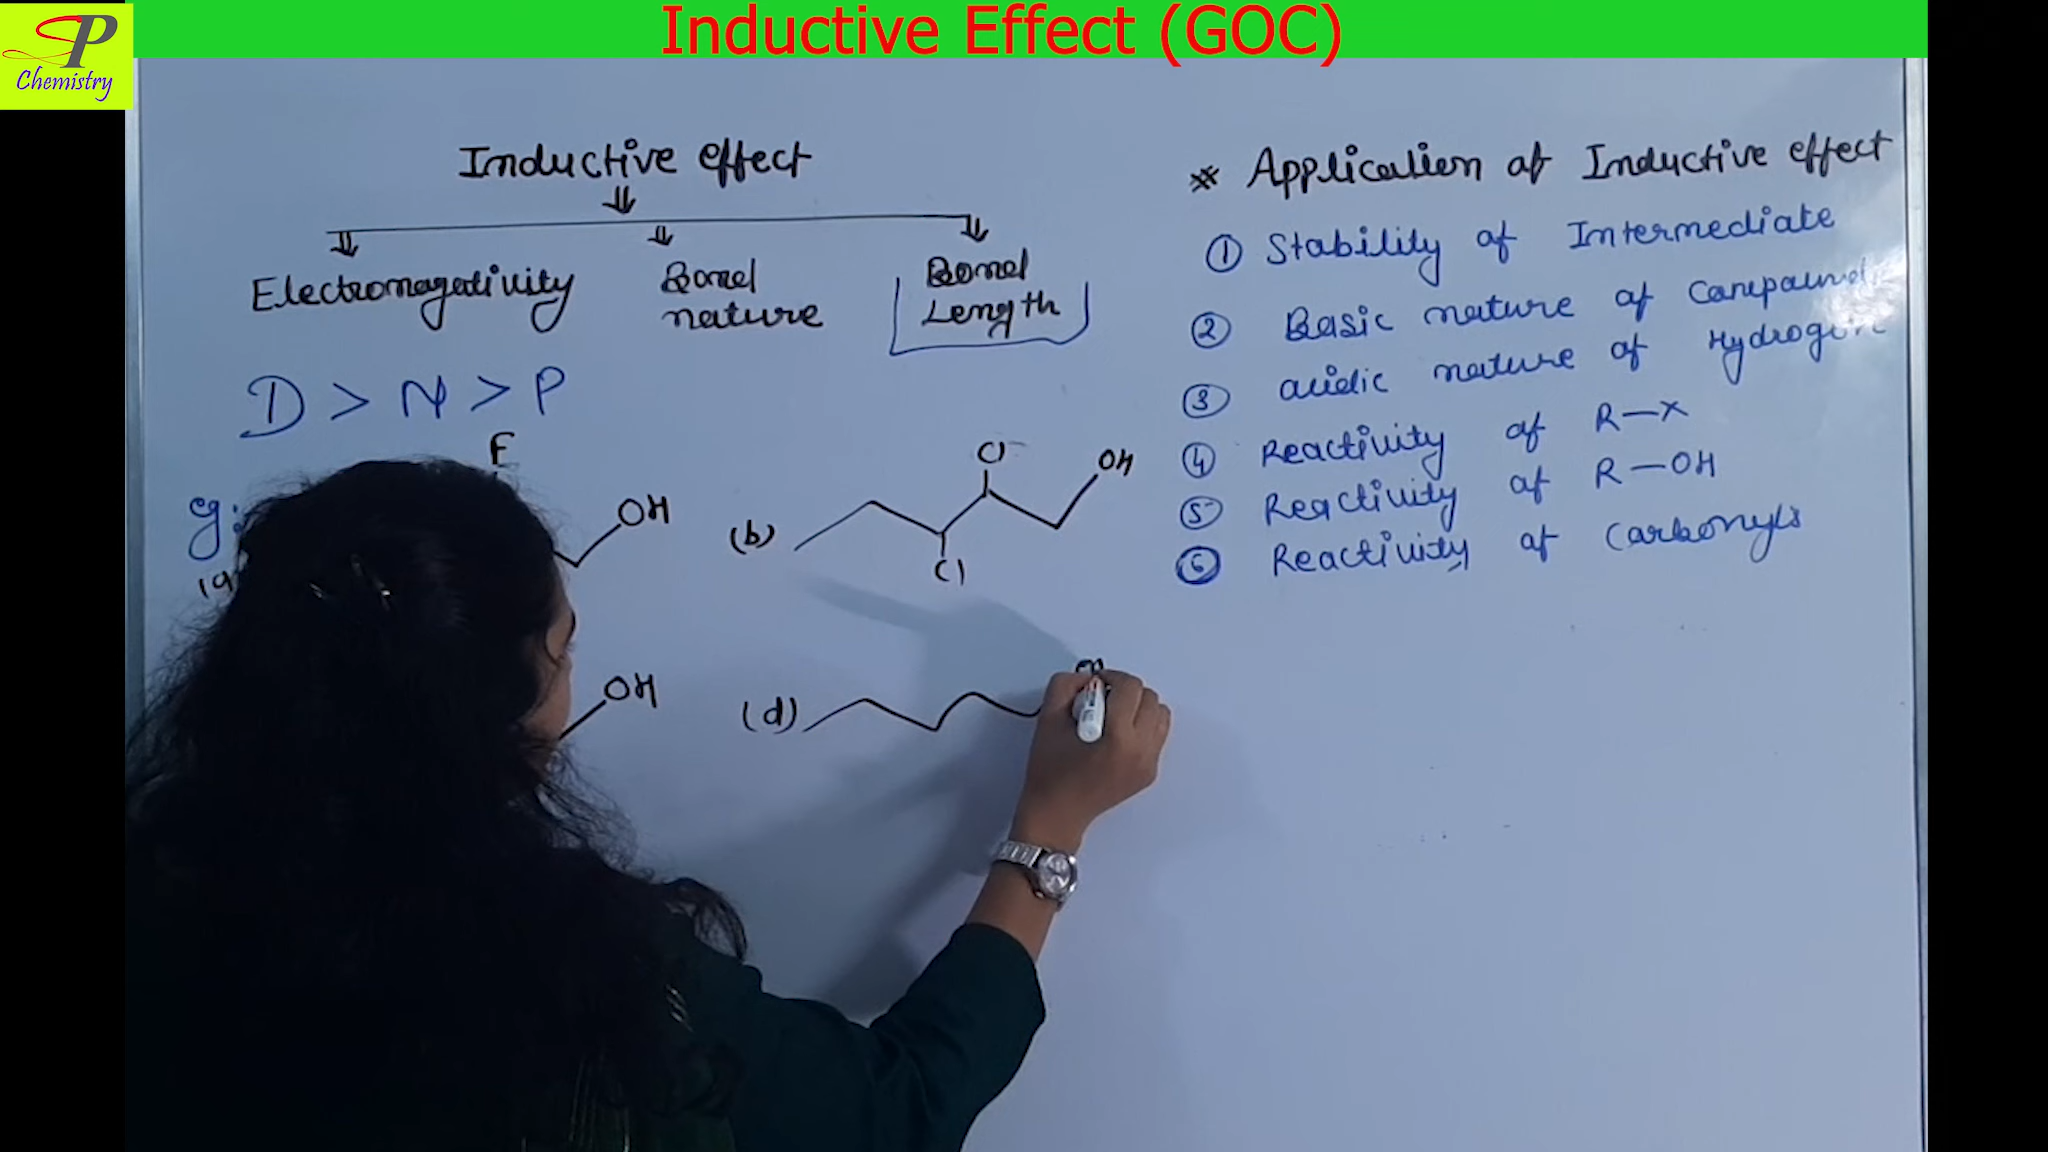 Inductive Effect (GOC)
SP
Chemistry
Inductive effect
Electronegativity
Bond nature
Bond Length
D > N > P
eg:
(a
F
OH
(b)
Cl
Cl
OH
OH
(d)
* Application of Inductive effect
① Stability of Intermediate
② Basic nature of Compound
③ acidic nature of Hydrogen
④ Reactivity of R—X
⑤ Reactivity of R—OH
⑥ Reactivity of Carbonyls